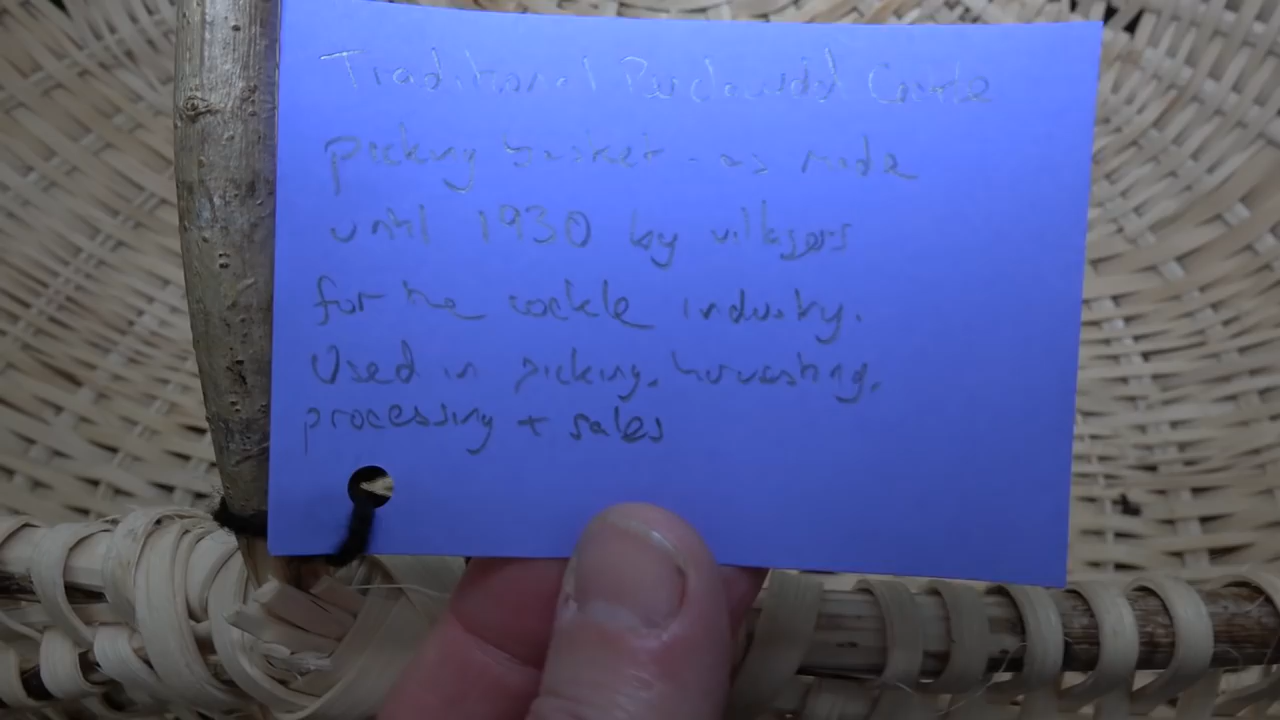 Traditional Penclawdd Cockle
picking basket - as made
until 1930 by villagers
for the cockle industry.
Used in picking, harvesting,
processing + sales